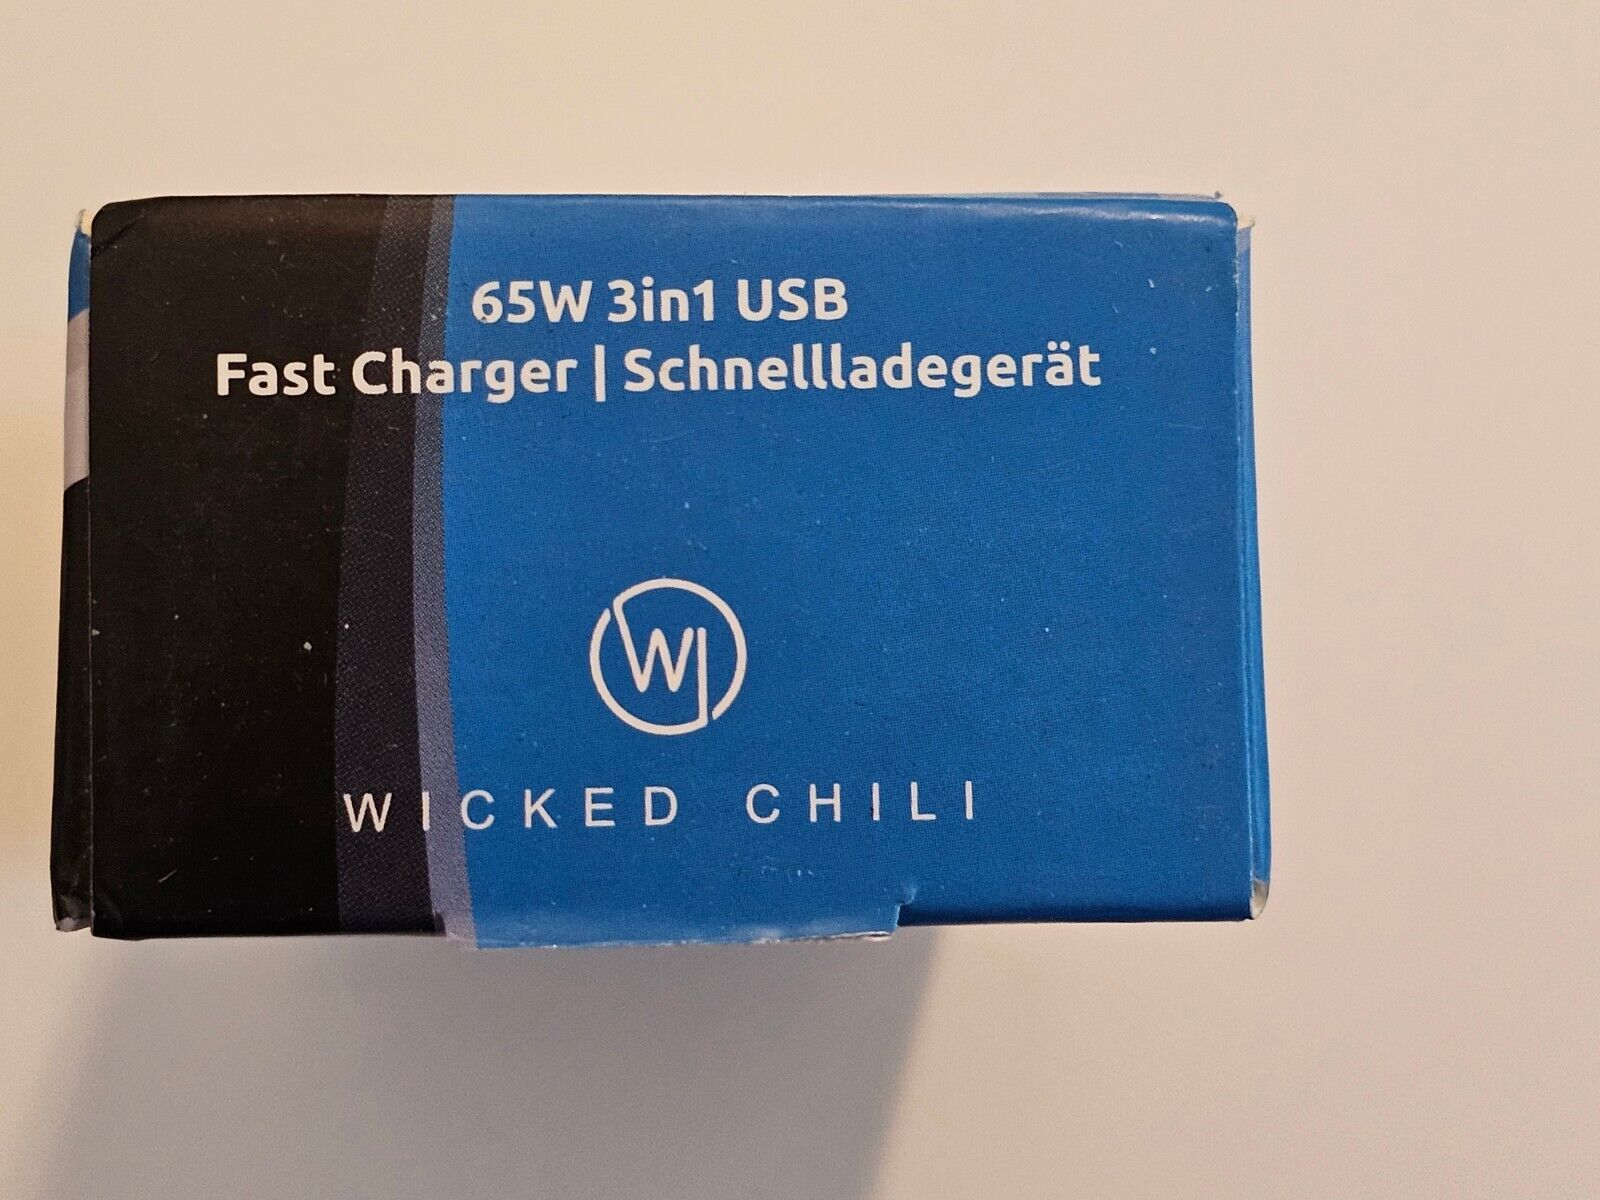 65W 3in1 USB
Fast Charger | Schnellladegerät
W
WICKED CHILI